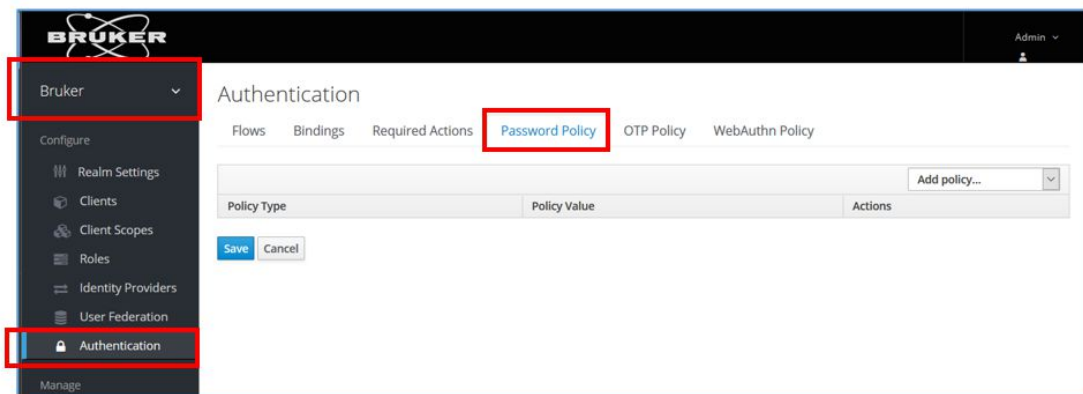 BRUKER
Admin
Bruker
Authentication
Flows Bindings Required Actions Password Policy OTP Policy WebAuthn Policy
Configure
Realm Settings
Clients
Client Scopes
Roles
Identity Providers
User Federation
Authentication
Manage
Add policy...
Policy Type Policy Value Actions
Save Cancel